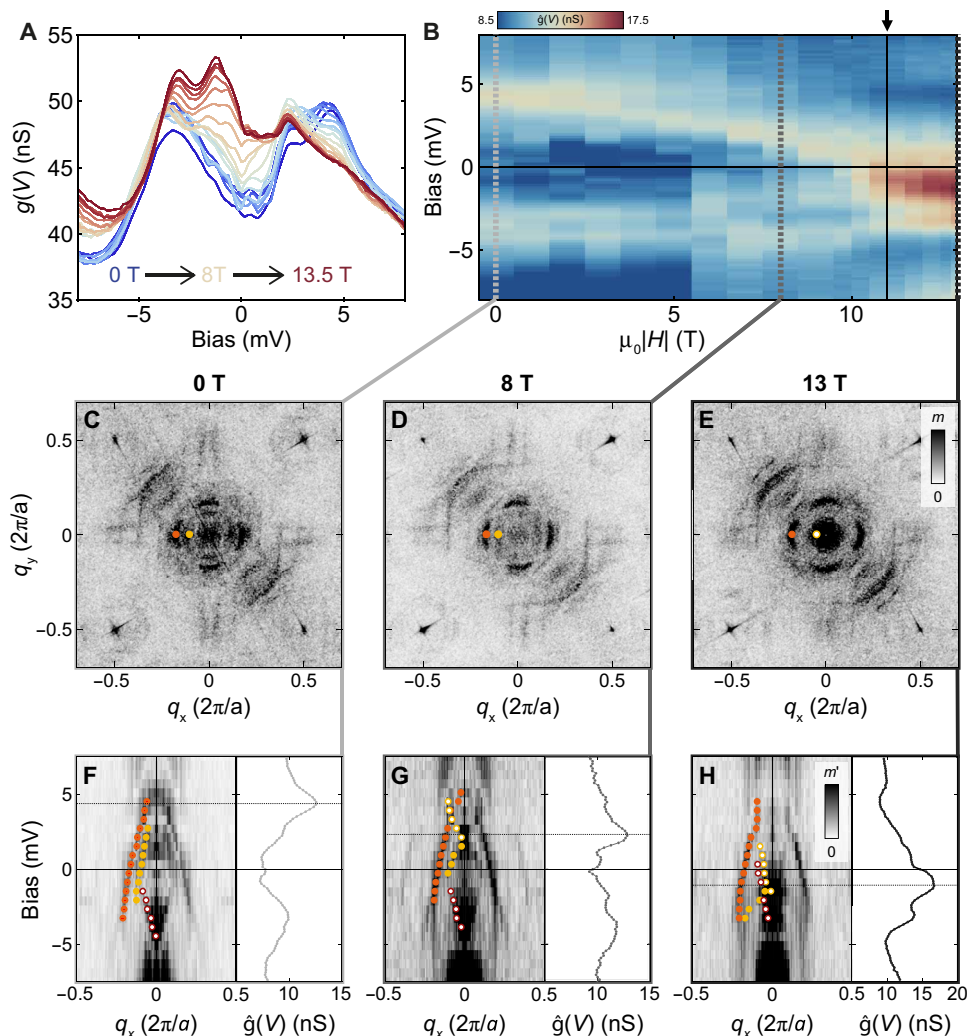 A
55
50
45
40
35
g(V) (nS)
0 T
8T
13.5 T
−5
0
5
Bias (mV)
8.5
ĝ(V) (nS)
17.5
B
5
0
−5
Bias (mV)
0
5
10
μ₀|H| (T)
0 T
8 T
13 T
C
0.5
0
−0.5
q_y (2π/a)
−0.5
0
0.5
q_x (2π/a)
D
−0.5
0
0.5
q_x (2π/a)
E
m
0
−0.5
0
0.5
q_x (2π/a)
F
5
0
−5
Bias (mV)
−0.5
0
0.5
10
15
q_x (2π/a)
ĝ(V) (nS)
G
−0.5
0
0.5
10
15
q_x (2π/a)
ĝ(V) (nS)
H
m'
0
−0.5
0
0.5
10
15
20
q_x (2π/a)
ĝ(V) (nS)